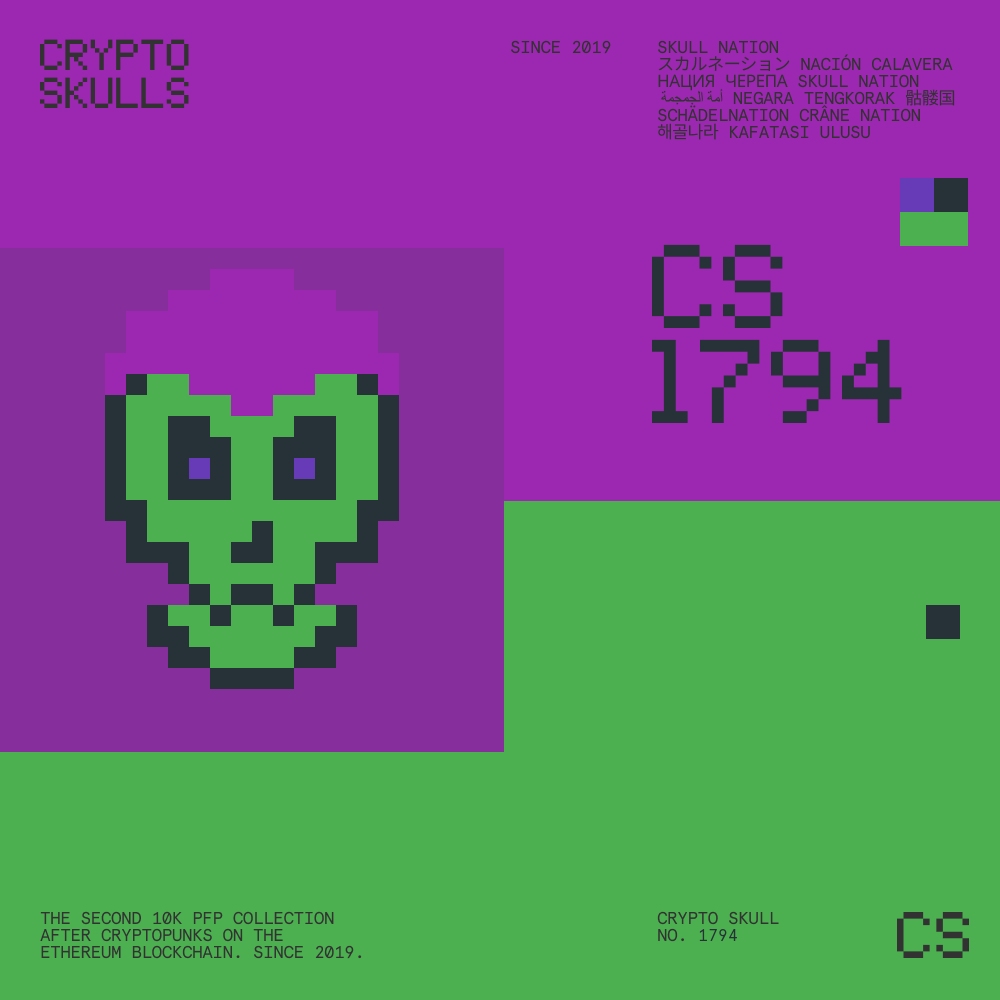 CRYPTO
SKULLS
SINCE 2019
SKULL NATION
スカルネーション NACIÓN CALAVERA
НАЦИЯ ЧЕРЕПА SKULL NATION
أمة الجمجمة NEGARA TENGKORAK 骷髏国
SCHÄDELNATION CRÂNE NATION
해골나라 KAFATASI ULUSU
CS
1794
THE SECOND 10K PFP COLLECTION
AFTER CRYPTOPUNKS ON THE
ETHEREUM BLOCKCHAIN. SINCE 2019.
CRYPTO SKULL
NO. 1794
CS